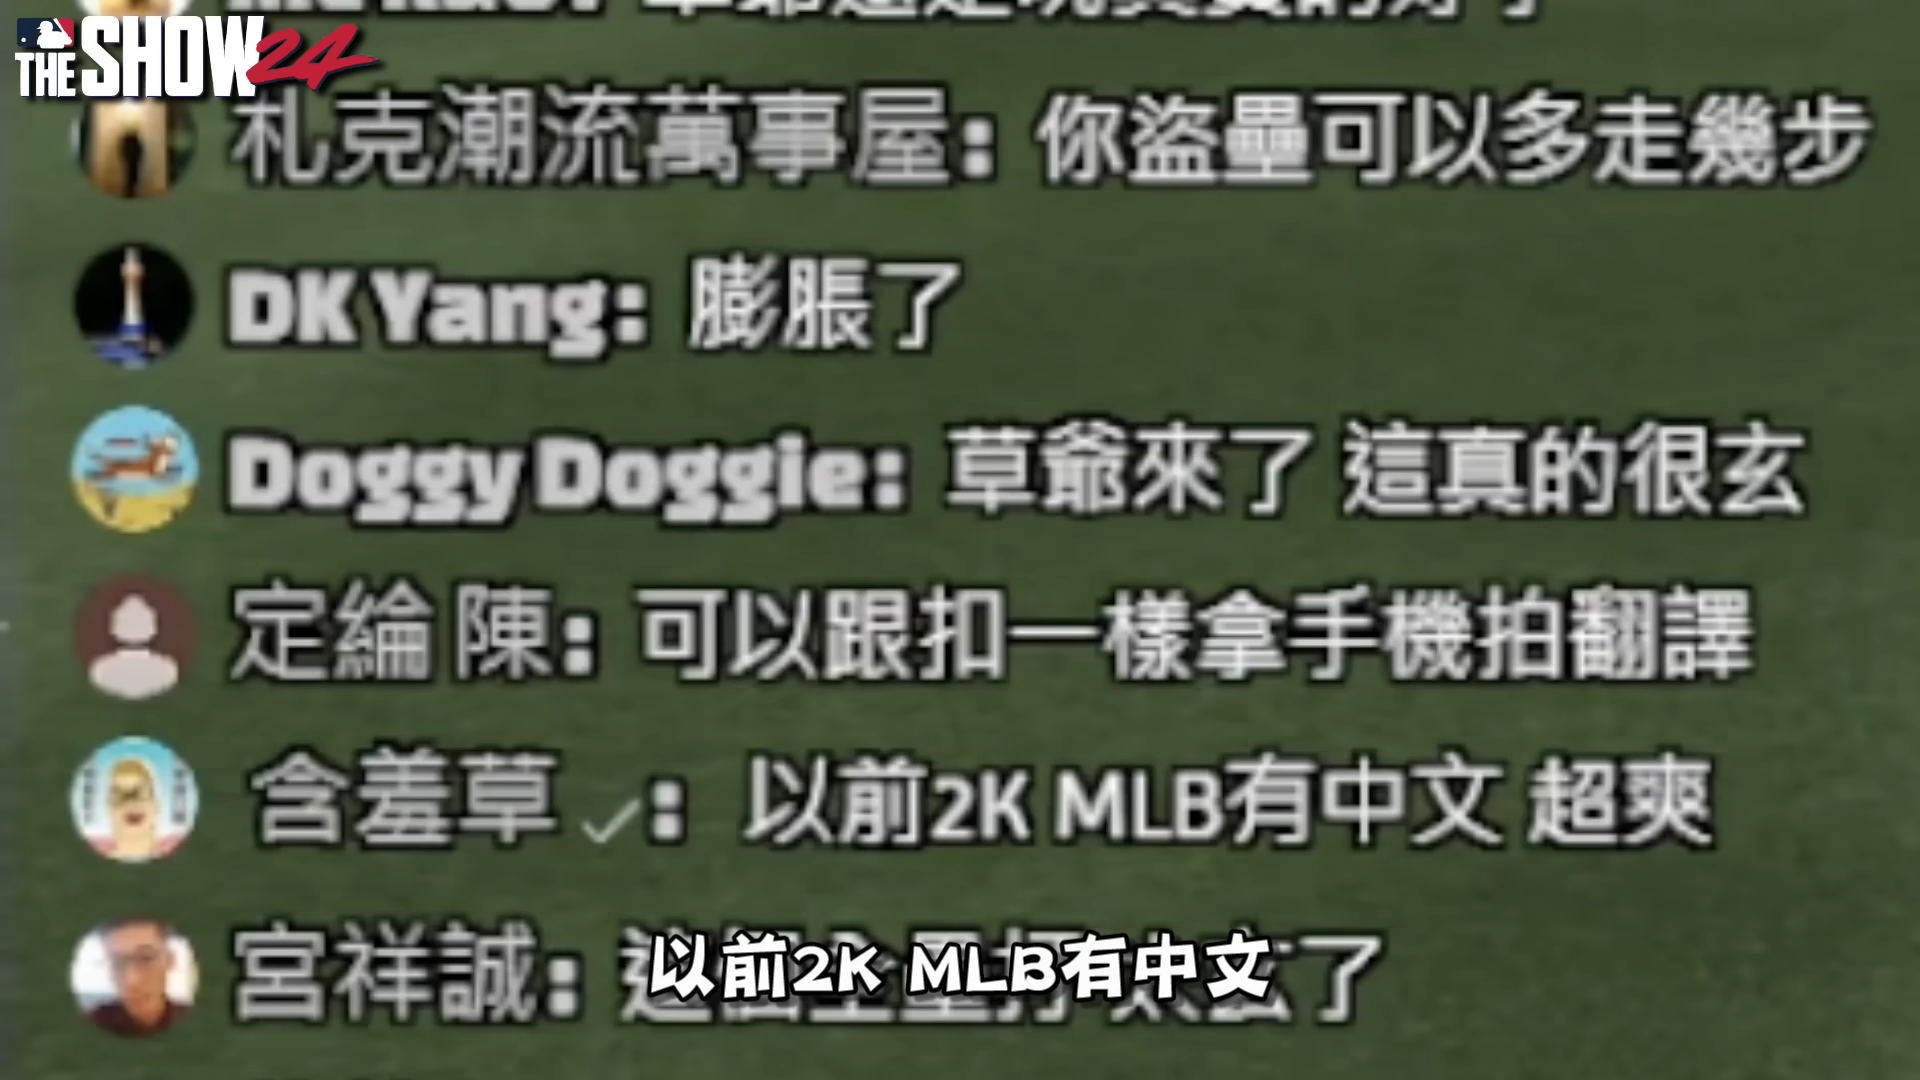 MLB THE SHOW 24
札克潮流萬事屋: 你盜壘可以多走幾步
DK Yang: 膨脹了
Doggy Doggie: 草爺來了 這真的很玄
定綸 陳: 可以跟扣一樣拿手機拍翻譯
含羞草 ✓: 以前2K MLB有中文 超爽
宮祥誠:
以前2K MLB有中文